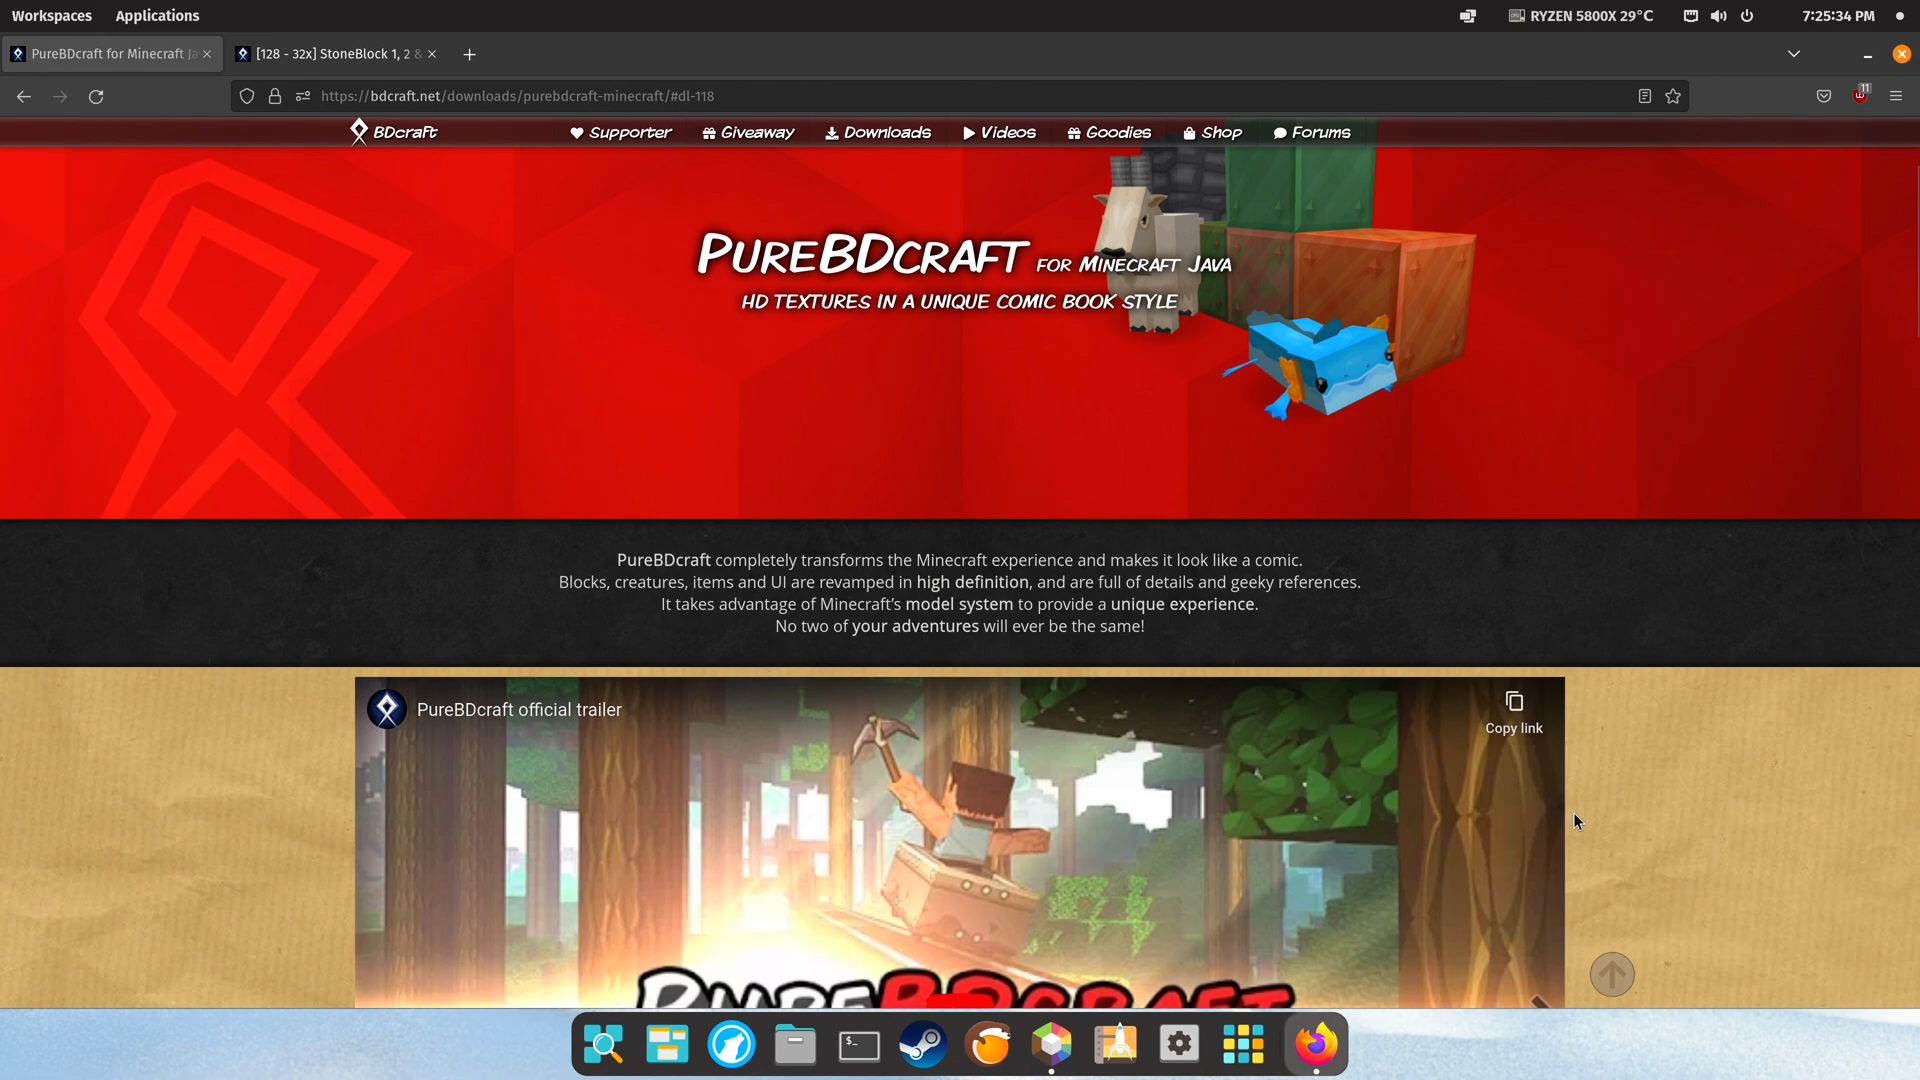 Workspaces Applications RYZEN 5800X 29°C 7:25:34 PM
PureBDcraft for Minecraft Ja [128 - 32x] StoneBlock 1, 2 &
https://bdcraft.net/downloads/purebdcraft-minecraft/#dl-118 11
BDcraft Supporter Giveaway Downloads Videos Goodies Shop Forums
PUREBDCRAFT FOR MINECRAFT JAVA
HD TEXTURES IN A UNIQUE COMIC BOOK STYLE
PureBDcraft completely transforms the Minecraft experience and makes it look like a comic.
Blocks, creatures, items and UI are revamped in high definition, and are full of details and geeky references.
It takes advantage of Minecraft’s model system to provide a unique experience.
No two of your adventures will ever be the same!
PureBDcraft official trailer
Copy link
PUREBDCRAFT
$_